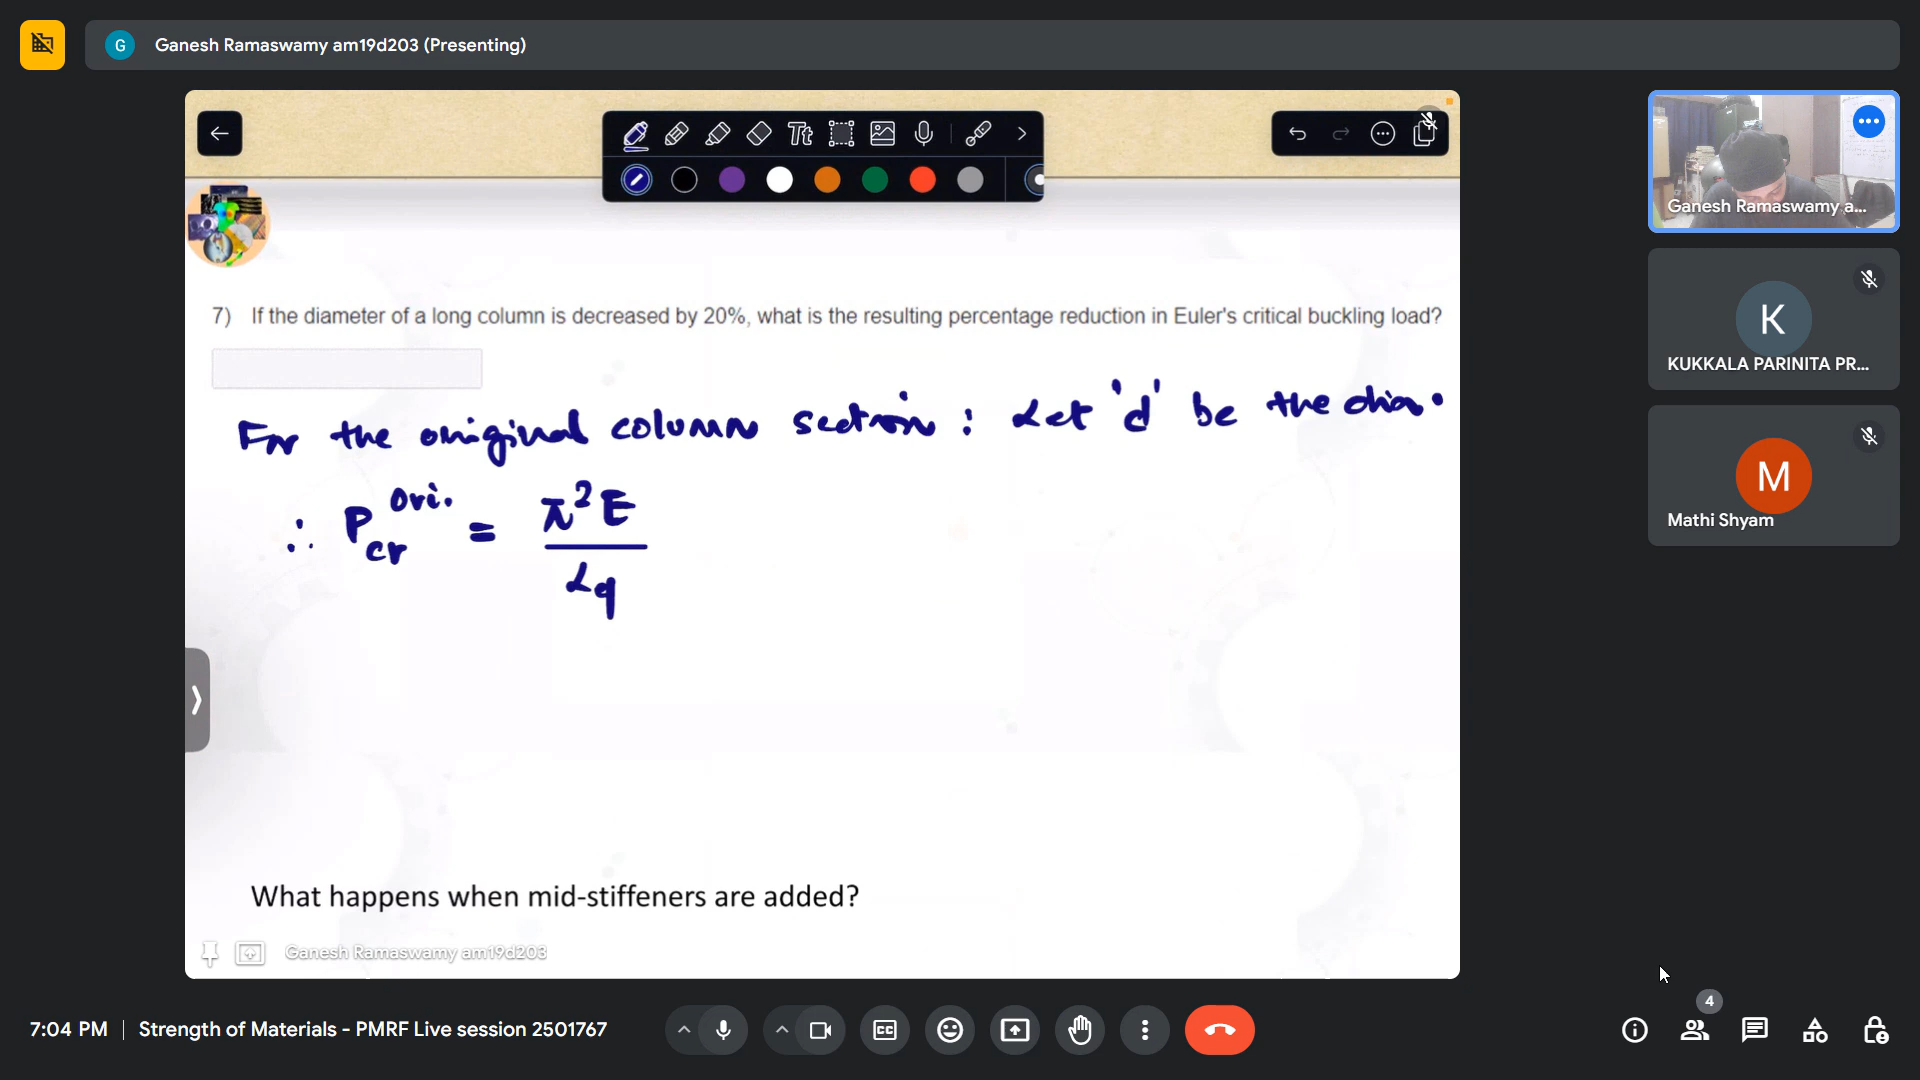 G Ganesh Ramaswamy am19d203 (Presenting)
Tt
7) If the diameter of a long column is decreased by 20%, what is the resulting percentage reduction in Euler's critical buckling load?
For the original column section : Let 'd' be the dia.
∴ P_cr^Ori. = π²E
L_q
What happens when mid-stiffeners are added?
Ganesh Ramaswamy am19d203
Ganesh Ramaswamy a...
K
KUKKALA PARINITA PR...
M
Mathi Shyam
7:04 PM | Strength of Materials - PMRF Live session 2501767
CC
4